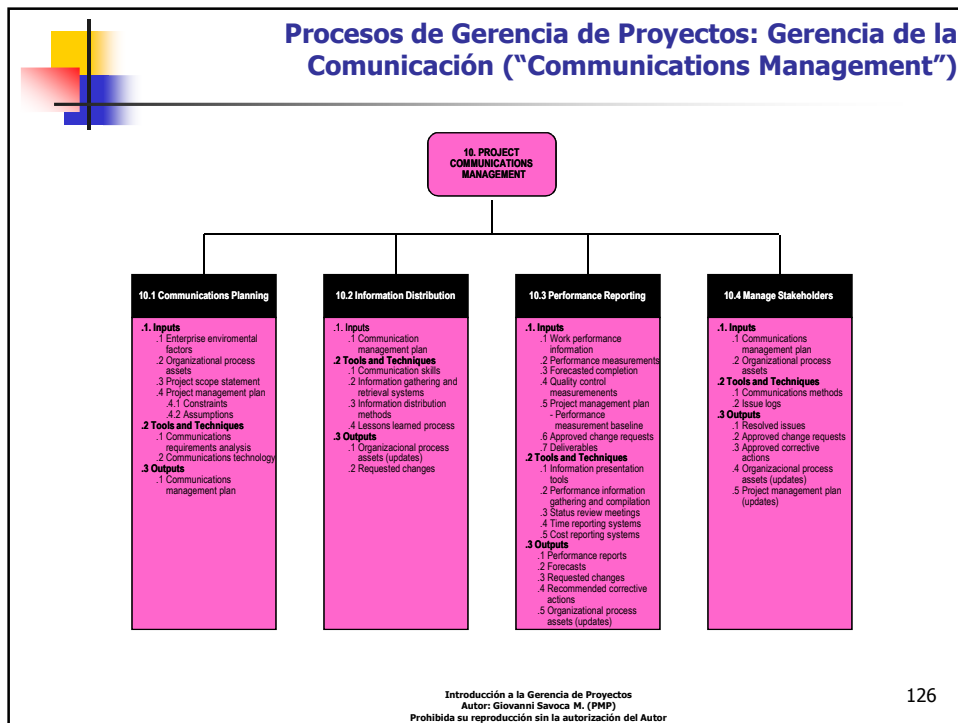 Procesos de Gerencia de Proyectos: Gerencia de la
Comunicación (“Communications Management”)
10. PROJECT
COMMUNICATIONS
MANAGEMENT
10.1 Communications Planning
.1. Inputs
.1 Enterprise enviromental
factors
.2 Organizational process
assets
.3 Project scope statement
.4 Project management plan
.4.1 Constraints
.4.2 Assumptions
.2 Tools and Techniques
.1 Communications
requirements analysis
.2 Communications technology
.3 Outputs
.1 Communications
management plan
10.2 Information Distribution
.1. Inputs
.1 Communication
management plan
.2 Tools and Techniques
.1 Communication skills
.2 Information gathering and
retrieval systems
.3 Information distribution
methods
.4 Lessons learned process
.3 Outputs
.1 Organizacional process
assets (updates)
.2 Requested changes
10.3 Performance Reporting
.1. Inputs
.1 Work performance
information
.2 Performance measurements
.3 Forecasted completion
.4 Quality control
measuremenents
.5 Project management plan
- Performance
measurement baseline
.6 Approved change requests
.7 Deliverables
.2 Tools and Techniques
.1 Information presentation
tools
.2 Performance information
gathering and compilation
.3 Status review meetings
.4 Time reporting systems
.5 Cost reporting systems
.3 Outputs
.1 Performance reports
.2 Forecasts
.3 Requested changes
.4 Recommended corrective
actions
.5 Organizational process
assets (updates)
10.4 Manage Stakeholders
.1. Inputs
.1 Communications
management plan
.2 Organizational process
assets
.2 Tools and Techniques
.1 Communications methods
.2 Issue logs
.3 Outputs
.1 Resolved issues
.2 Approved change requests
.3 Approved corrective
actions
.4 Organizacional process
assets (updates)
.5 Project management plan
(updates)
Introducción a la Gerencia de Proyectos
Autor: Giovanni Savoca M. (PMP)
Prohibida su reproducción sin la autorización del Autor
126